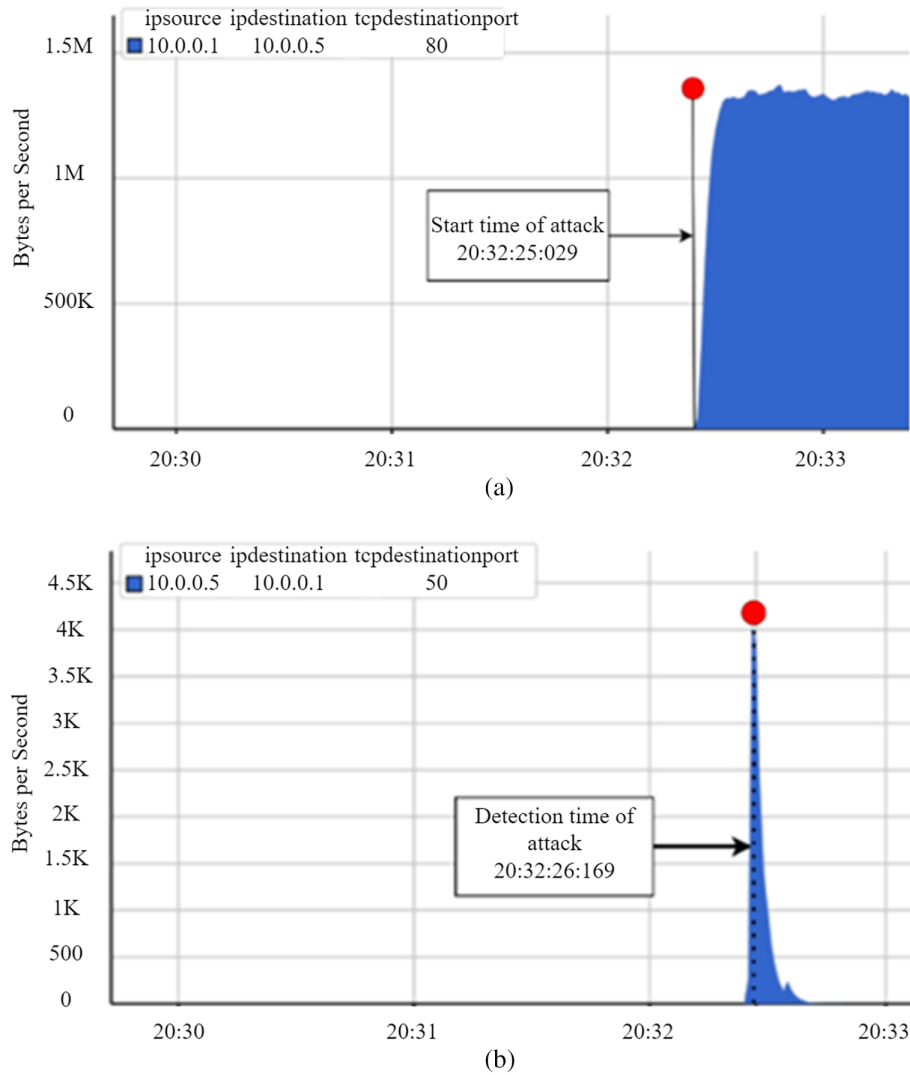 ipsource ipdestination tcpdestinationport
10.0.0.1 10.0.0.5 80
1.5M
1M
500K
0
Bytes per Second
Start time of attack
20:32:25:029
20:30 20:31 20:32 20:33
(a)
ipsource ipdestination tcpdestinationport
10.0.0.5 10.0.0.1 50
4.5K
4K
3.5K
3K
2.5K
2K
1.5K
1K
500
0
Bytes per Second
Detection time of
attack
20:32:26:169
20:30 20:31 20:32 20:33
(b)